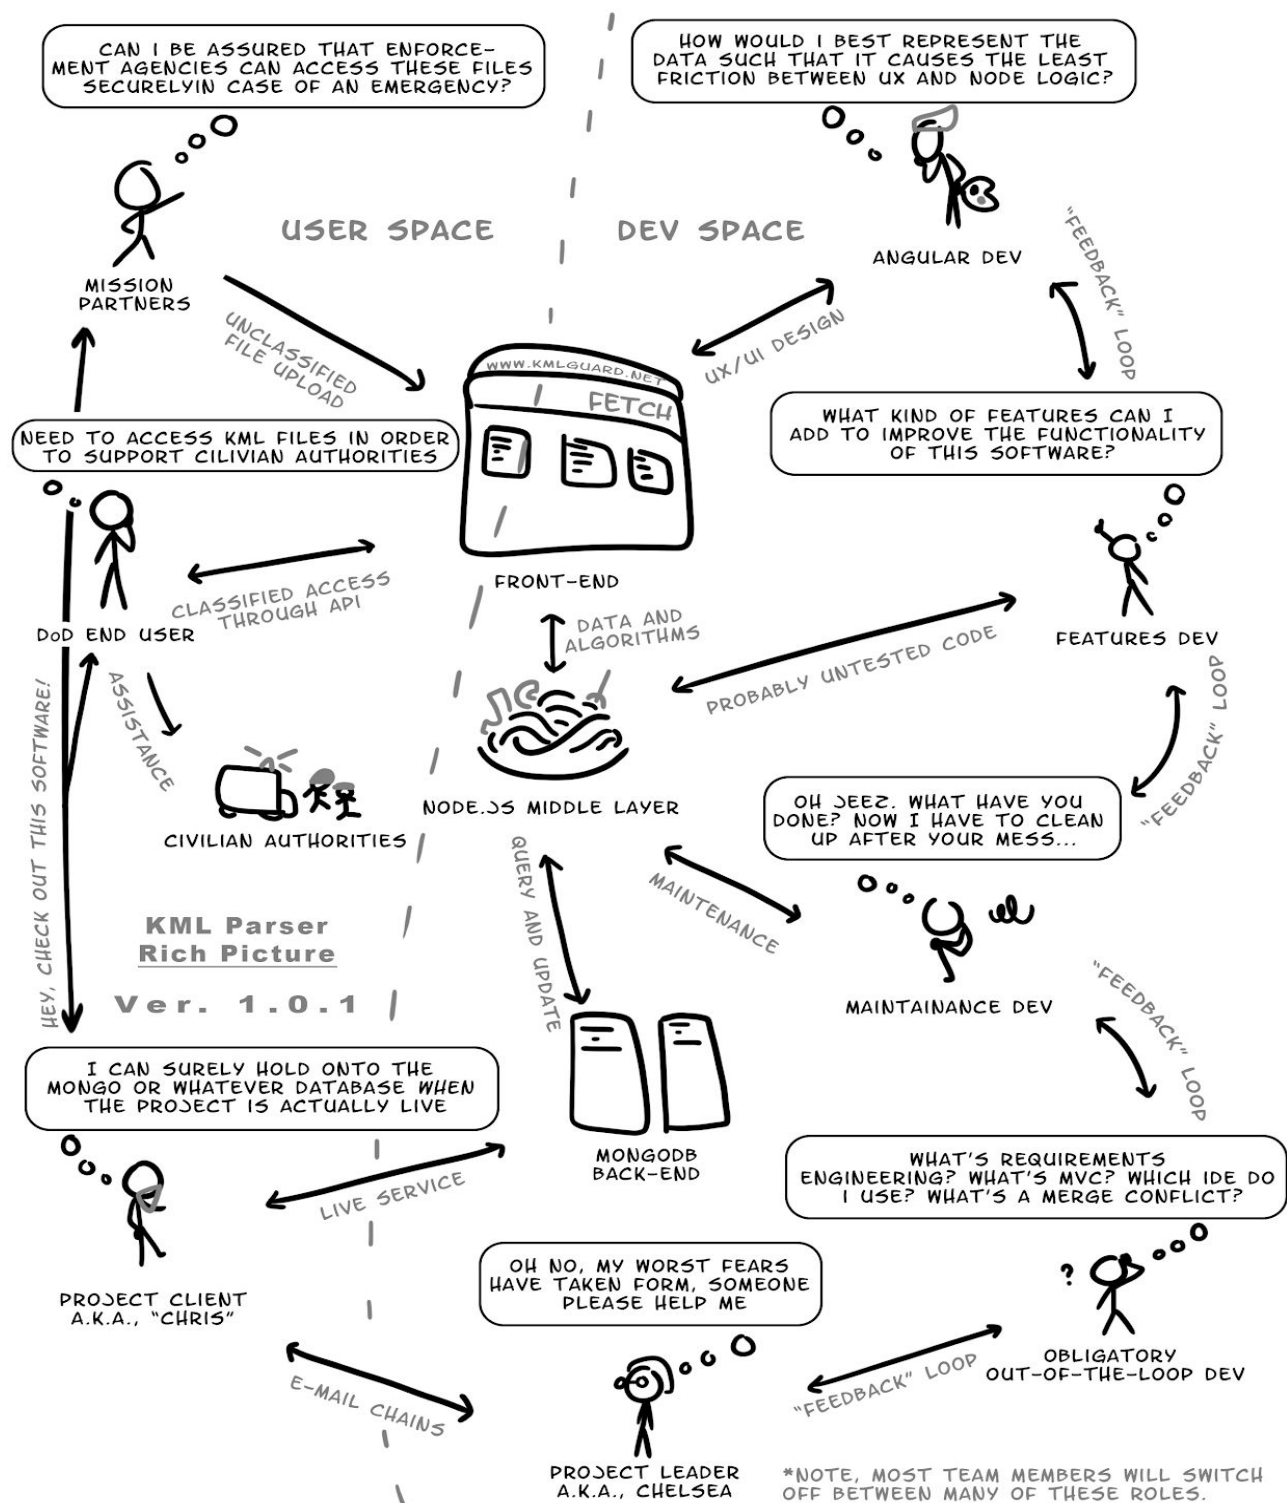 CAN I BE ASSURED THAT ENFORCE-
MENT AGENCIES CAN ACCESS THESE FILES
SECURELYIN CASE OF AN EMERGENCY?
HOW WOULD I BEST REPRESENT THE
DATA SUCH THAT IT CAUSES THE LEAST
FRICTION BETWEEN UX AND NODE LOGIC?
USER SPACE
DEV SPACE
MISSION
PARTNERS
ANGULAR DEV
"FEEDBACK" LOOP
UNCLASSIFIED
FILE UPLOAD
UX/UI DESIGN
WWW.KMLGUARD.NET
FETCH
NEED TO ACCESS KML FILES IN ORDER
TO SUPPORT CILIVIAN AUTHORITIES
WHAT KIND OF FEATURES CAN I
ADD TO IMPROVE THE FUNCTIONALITY
OF THIS SOFTWARE?
FRONT-END
CLASSIFIED ACCESS
THROUGH API
DoD END USER
DATA AND
ALGORITHMS
PROBABLY UNTESTED CODE
FEATURES DEV
HEY, CHECK OUT THIS SOFTWARE!
ASSISTANCE
JS
"FEEDBACK" LOOP
CIVILIAN AUTHORITIES
NODE.JS MIDDLE LAYER
OH JEEZ. WHAT HAVE YOU
DONE? NOW I HAVE TO CLEAN
UP AFTER YOUR MESS...
QUERY AND UPDATE
MAINTENANCE
KML Parser
Rich Picture
Ver. 1.0.1
MAINTAINANCE DEV
"FEEDBACK" LOOP
I CAN SURELY HOLD ONTO THE
MONGO OR WHATEVER DATABASE WHEN
THE PROJECT IS ACTUALLY LIVE
MONGODB
BACK-END
LIVE SERVICE
WHAT'S REQUIREMENTS
ENGINEERING? WHAT'S MVC? WHICH IDE DO
I USE? WHAT'S A MERGE CONFLICT?
PROJECT CLIENT
A.K.A., "CHRIS"
OH NO, MY WORST FEARS
HAVE TAKEN FORM, SOMEONE
PLEASE HELP ME
?
OBLIGATORY
OUT-OF-THE-LOOP DEV
E-MAIL CHAINS
"FEEDBACK" LOOP
PROJECT LEADER
A.K.A., CHELSEA
*NOTE, MOST TEAM MEMBERS WILL SWITCH
OFF BETWEEN MANY OF THESE ROLES.